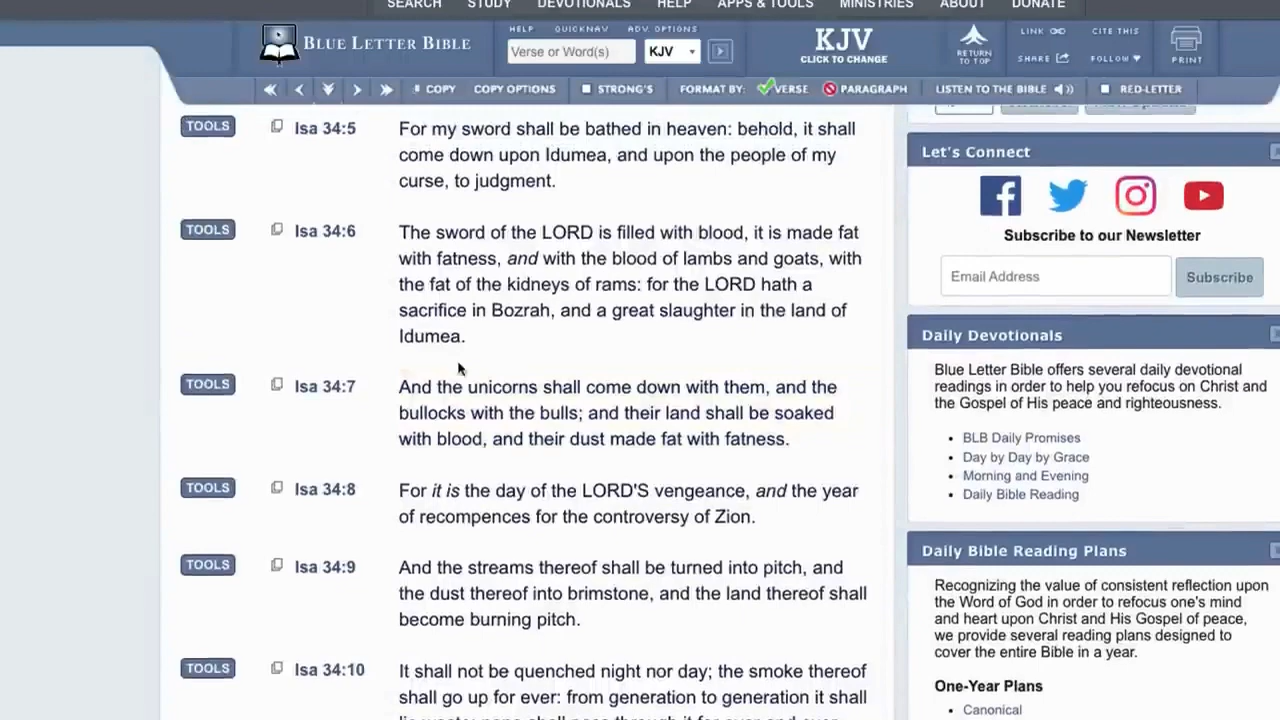 SEARCH STUDY DEVOTIONALS HELP APPS & TOOLS MINISTRIES ABOUT DONATE
BLUE LETTER BIBLE
HELP QUICKNAV ADV. OPTIONS
Verse or Word(s) KJV
KJV
CLICK TO CHANGE
RETURN
TO TOP
LINK CITE THIS
SHARE FOLLOW
PRINT
COPY COPY OPTIONS STRONG'S FORMAT BY: VERSE PARAGRAPH LISTEN TO THE BIBLE RED-LETTER
TOOLS Isa 34:5 For my sword shall be bathed in heaven: behold, it shall
come down upon Idumea, and upon the people of my
curse, to judgment.
TOOLS Isa 34:6 The sword of the LORD is filled with blood, it is made fat
with fatness, and with the blood of lambs and goats, with
the fat of the kidneys of rams: for the LORD hath a
sacrifice in Bozrah, and a great slaughter in the land of
Idumea.
TOOLS Isa 34:7 And the unicorns shall come down with them, and the
bullocks with the bulls; and their land shall be soaked
with blood, and their dust made fat with fatness.
TOOLS Isa 34:8 For it is the day of the LORD'S vengeance, and the year
of recompences for the controversy of Zion.
TOOLS Isa 34:9 And the streams thereof shall be turned into pitch, and
the dust thereof into brimstone, and the land thereof shall
become burning pitch.
TOOLS Isa 34:10 It shall not be quenched night nor day; the smoke thereof
shall go up for ever: from generation to generation it shall
Let's Connect
Subscribe to our Newsletter
Email Address Subscribe
Daily Devotionals
Blue Letter Bible offers several daily devotional
readings in order to help you refocus on Christ and
the Gospel of His peace and righteousness.
• BLB Daily Promises
• Day by Day by Grace
• Morning and Evening
• Daily Bible Reading
Daily Bible Reading Plans
Recognizing the value of consistent reflection upon
the Word of God in order to refocus one's mind
and heart upon Christ and His Gospel of peace,
we provide several reading plans designed to
cover the entire Bible in a year.
One-Year Plans
• Canonical